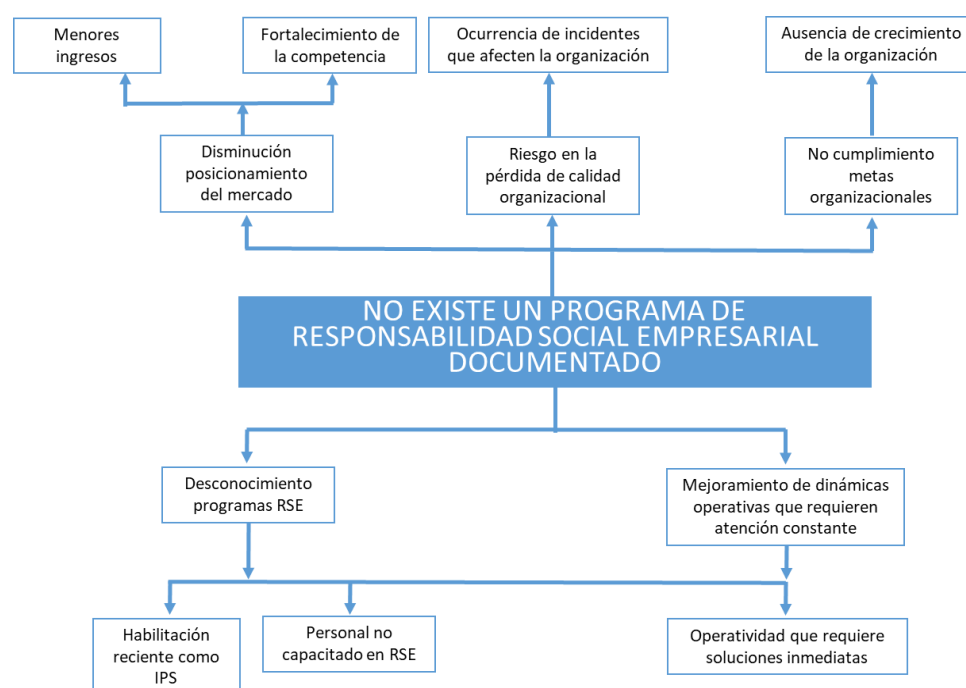 Menores
ingresos
Fortalecimiento de
la competencia
Ocurrencia de incidentes
que afecten la organización
Ausencia de crecimiento
de la organización
Disminución
posicionamiento
del mercado
Riesgo en la
pérdida de calidad
organizacional
No cumplimiento
metas
organizacionales
NO EXISTE UN PROGRAMA DE
RESPONSABILIDAD SOCIAL EMPRESARIAL
DOCUMENTADO
Desconocimiento
programas RSE
Mejoramiento de dinámicas
operativas que requieren
atención constante
Habilitación
reciente como
IPS
Personal no
capacitado en RSE
Operatividad que requiere
soluciones inmediatas